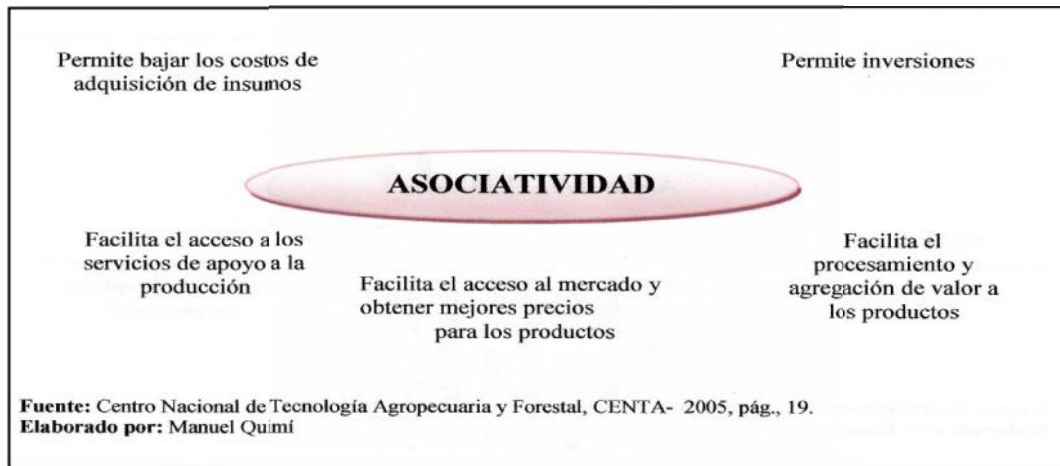 Permite bajar los costos de
adquisición de insumos
Permite inversiones
ASOCIATIVIDAD
Facilita el acceso a los
servicios de apoyo a la
producción
Facilita el acceso al mercado y
obtener mejores precios
para los productos
Facilita el
procesamiento y
agregación de valor a
los productos
Fuente: Centro Nacional de Tecnología Agropecuaria y Forestal, CENTA- 2005, pág., 19.
Elaborado por: Manuel Quimí